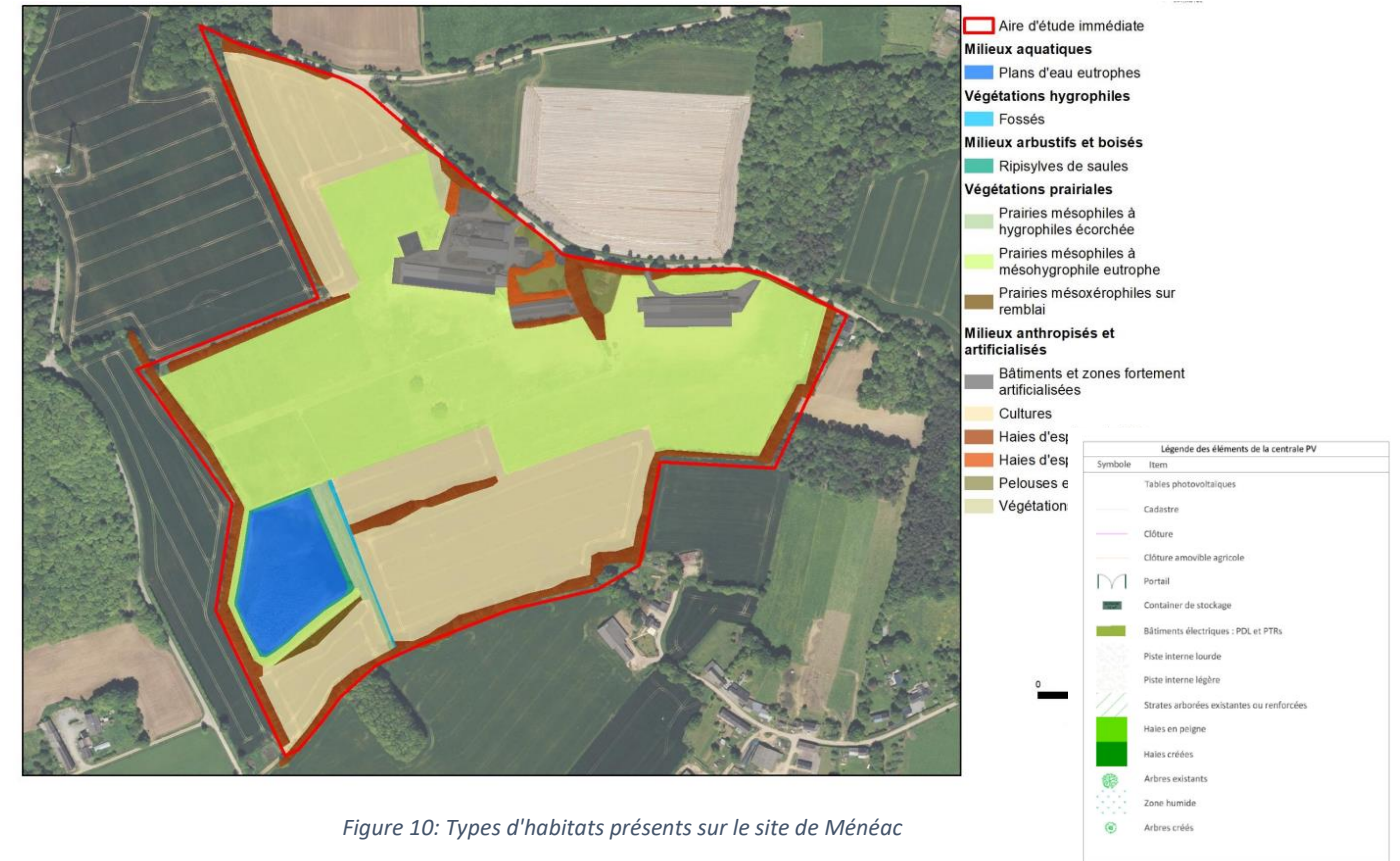 Aire d'étude immédiate
Milieux aquatiques
Plans d'eau eutrophes
Végétations hygrophiles
Fossés
Milieux arbustifs et boisés
Ripisylves de saules
Végétations prairiales
Prairies mésophiles à
hygrophiles écorchée
Prairies mésophiles à
mésohygrophile eutrophe
Prairies mésoxérophiles sur
remblai
Milieux anthropisés et
artificialisés
Bâtiments et zones fortement
artificialisées
Cultures
Haies d'esp
Haies d'esp
Pelouses e
Végétation
0
Légende des éléments de la centrale PV
Symbole Item
Tables photovoltaïques
Cadastre
Clôture
Clôture amovible agricole
Portail
Container de stockage
Bâtiments électriques : PDL et PTRs
Piste interne lourde
Piste interne légère
Strates arborées existantes ou renforcées
Haies en peigne
Haies créées
Arbres existants
Zone humide
Arbres créés
Figure 10: Types d'habitats présents sur le site de Ménéac